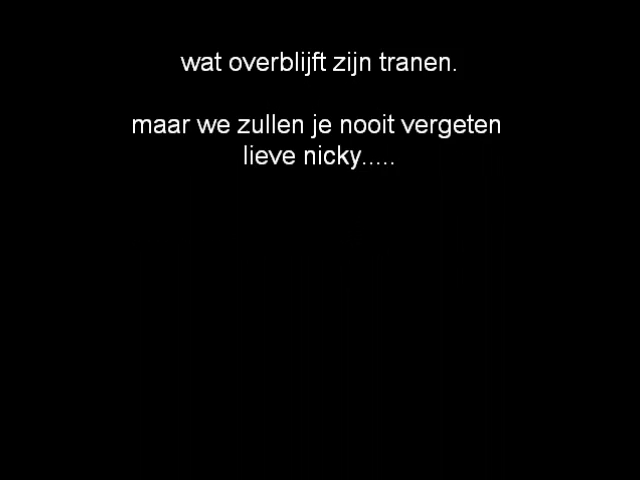 wat overblijft zijn tranen.
maar we zullen je nooit vergeten
lieve nicky.....